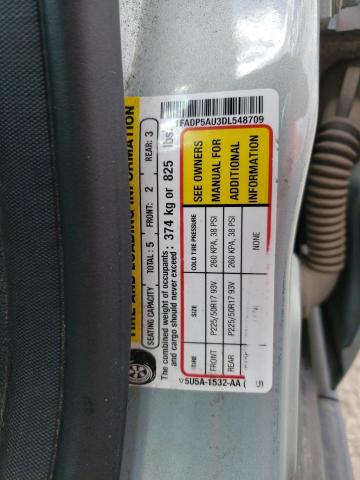 TIRE AND LOADING INFORMATION
SEATING CAPACITY TOTAL: 5 FRONT: 2 REAR: 3
The combined weight of occupants
and cargo should never exceed: 374 kg or 825 lbs.
TIRE SIZE COLD TIRE PRESSURE
FRONT P225/50R17 93V 260 KPA, 38 PSI
REAR P225/50R17 93V 260 KPA, 38 PSI
NONE
SEE OWNERS
MANUAL FOR
ADDITIONAL
INFORMATION
5U5A-1532-AA (
1FADP5AU3DL548709